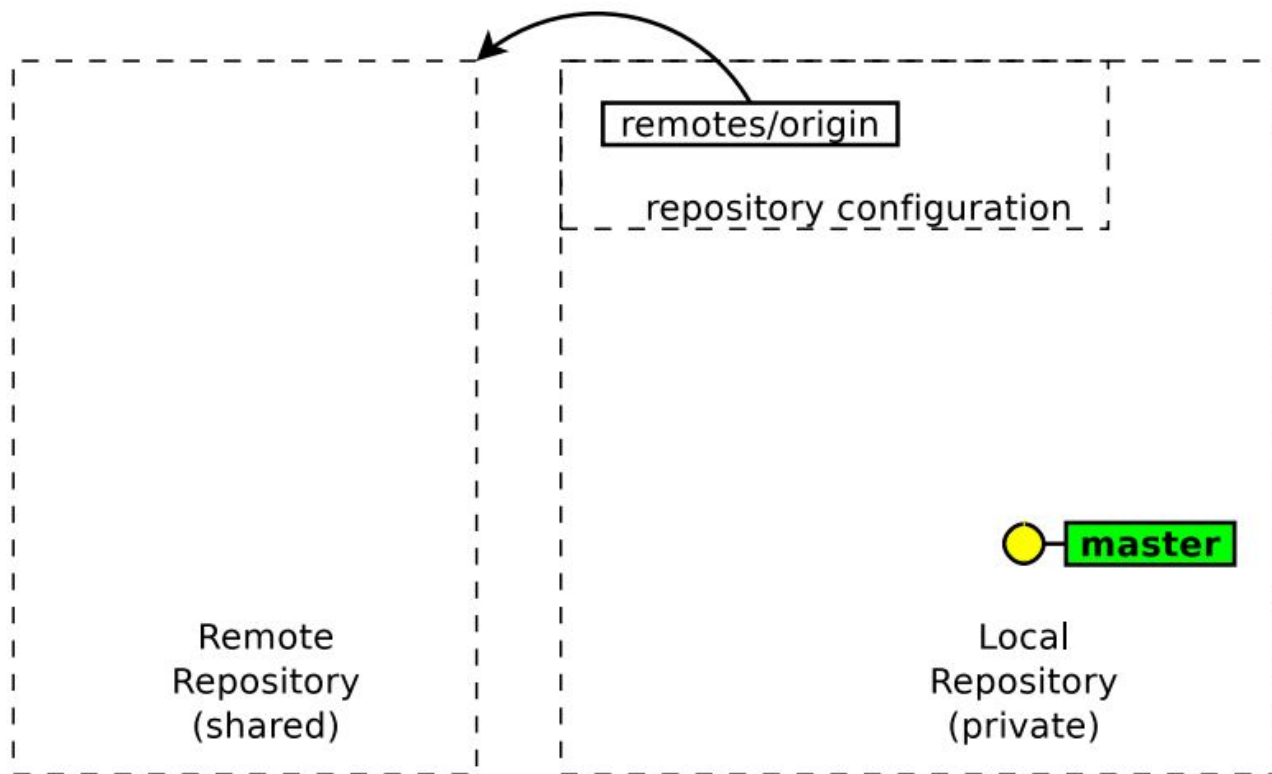 remotes/origin
repository configuration
master
Remote
Repository
(shared)
Local
Repository
(private)